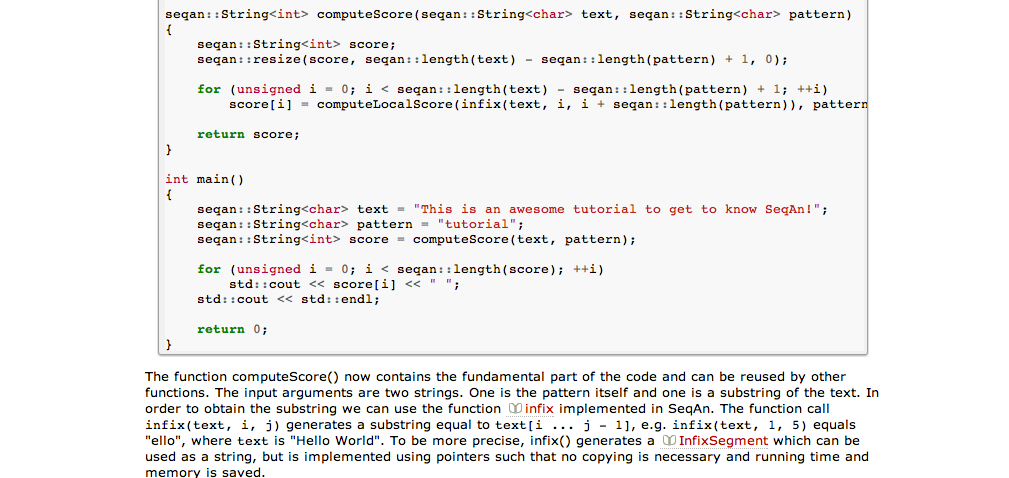 seqan::String<int> computeScore(seqan::String<char> text, seqan::String<char> pattern)
{
    seqan::String<int> score;
    seqan::resize(score, seqan::length(text) - seqan::length(pattern) + 1, 0);

    for (unsigned i = 0; i < seqan::length(text) - seqan::length(pattern) + 1; ++i)
        score[i] = computeLocalScore(infix(text, i, i + seqan::length(pattern)), pattern

    return score;
}

int main()
{
    seqan::String<char> text = "This is an awesome tutorial to get to know SeqAn!";
    seqan::String<char> pattern = "tutorial";
    seqan::String<int> score = computeScore(text, pattern);

    for (unsigned i = 0; i < seqan::length(score); ++i)
        std::cout << score[i] << " ";
    std::cout << std::endl;

    return 0;
}
The function computeScore() now contains the fundamental part of the code and can be reused by other
functions. The input arguments are two strings. One is the pattern itself and one is a substring of the text. In
order to obtain the substring we can use the function infix implemented in SeqAn. The function call
infix(text, i, j) generates a substring equal to text[i ... j - 1], e.g. infix(text, 1, 5) equals
"ello", where text is "Hello World". To be more precise, infix() generates a InfixSegment which can be
used as a string, but is implemented using pointers such that no copying is necessary and running time and
memory is saved.